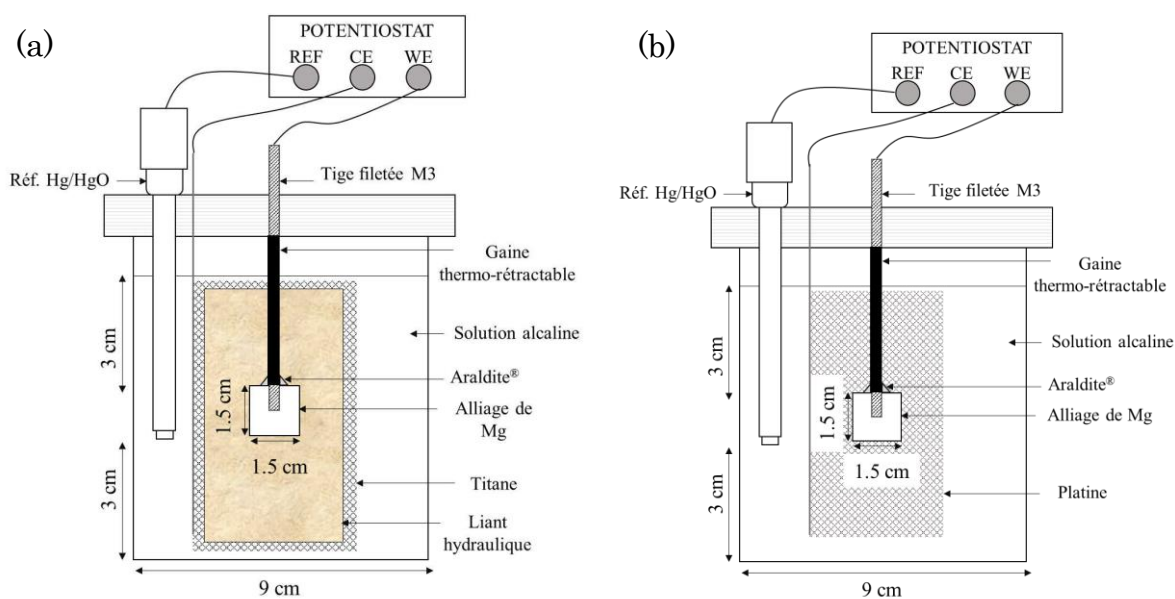 (a)
POTENTIOSTAT
REF CE WE
Réf. Hg/HgO
Tige filetée M3
Gaine
thermo-rétractable
3 cm
Solution alcaline
Araldite®
Alliage de
Mg
1.5 cm
1.5 cm
3 cm
Titane
Liant
hydraulique
9 cm
(b)
POTENTIOSTAT
REF CE WE
Réf. Hg/HgO
Tige filetée M3
Gaine
thermo-rétractable
3 cm
Solution alcaline
Araldite®
Alliage de Mg
1.5 cm
1.5 cm
3 cm
Platine
9 cm